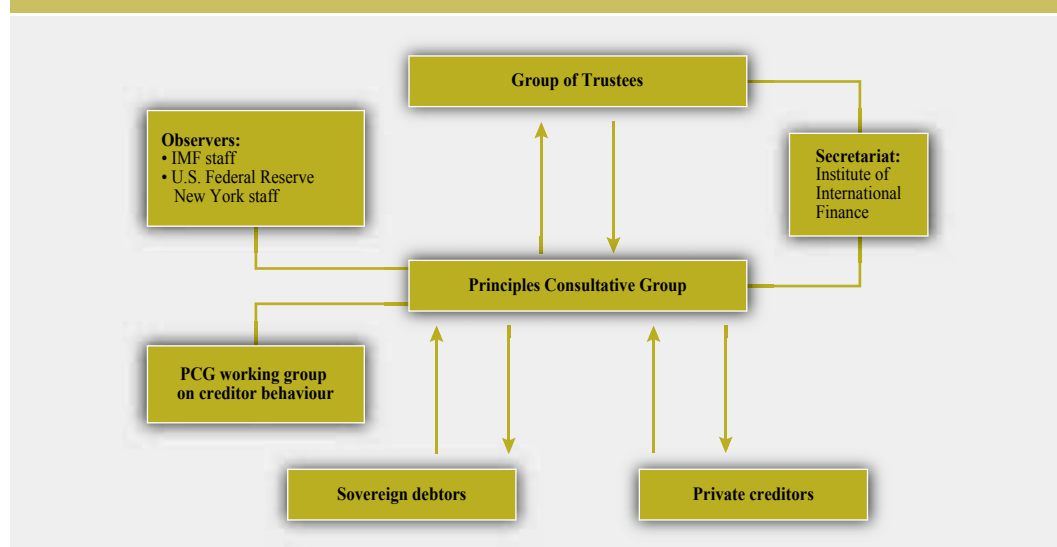 Group of Trustees
Observers:
• IMF staff
• U.S. Federal Reserve
New York staff
Secretariat:
Institute of
International
Finance
Principles Consultative Group
PCG working group
on creditor behaviour
Sovereign debtors
Private creditors